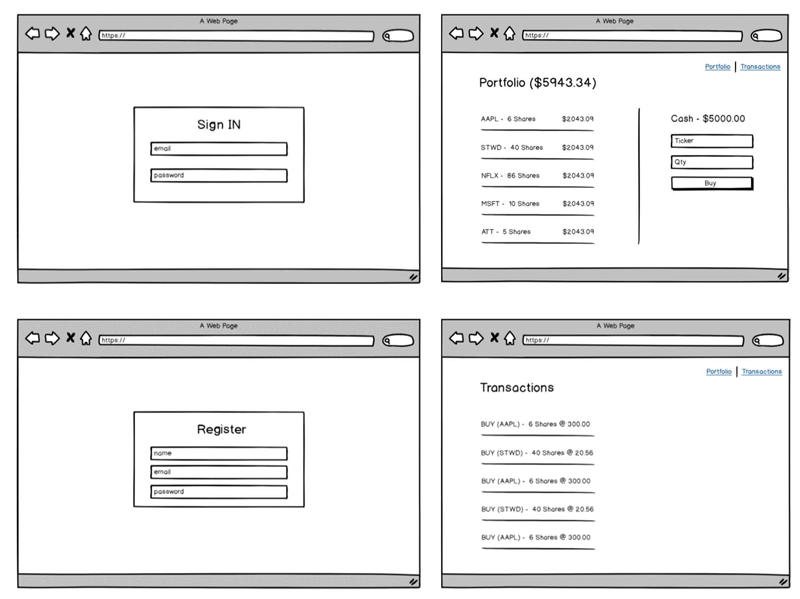 A Web Page
https://
Sign IN
email
password
A Web Page
https://
Portfolio | Transactions
Portfolio ($5943.34)
AAPL - 6 Shares $2043.09
STWD - 40 Shares $2043.09
NFLX - 86 Shares $2043.09
MSFT - 10 Shares $2043.09
ATT - 5 Shares $2043.09
Cash - $5000.00
Ticker
Qty
Buy
A Web Page
https://
Register
name
email
password
A Web Page
https://
Portfolio | Transactions
Transactions
BUY (AAPL) - 6 Shares @ 300.00
BUY (STWD) - 40 Shares @ 20.56
BUY (AAPL) - 6 Shares @ 300.00
BUY (STWD) - 40 Shares @ 20.56
BUY (AAPL) - 6 Shares @ 300.00